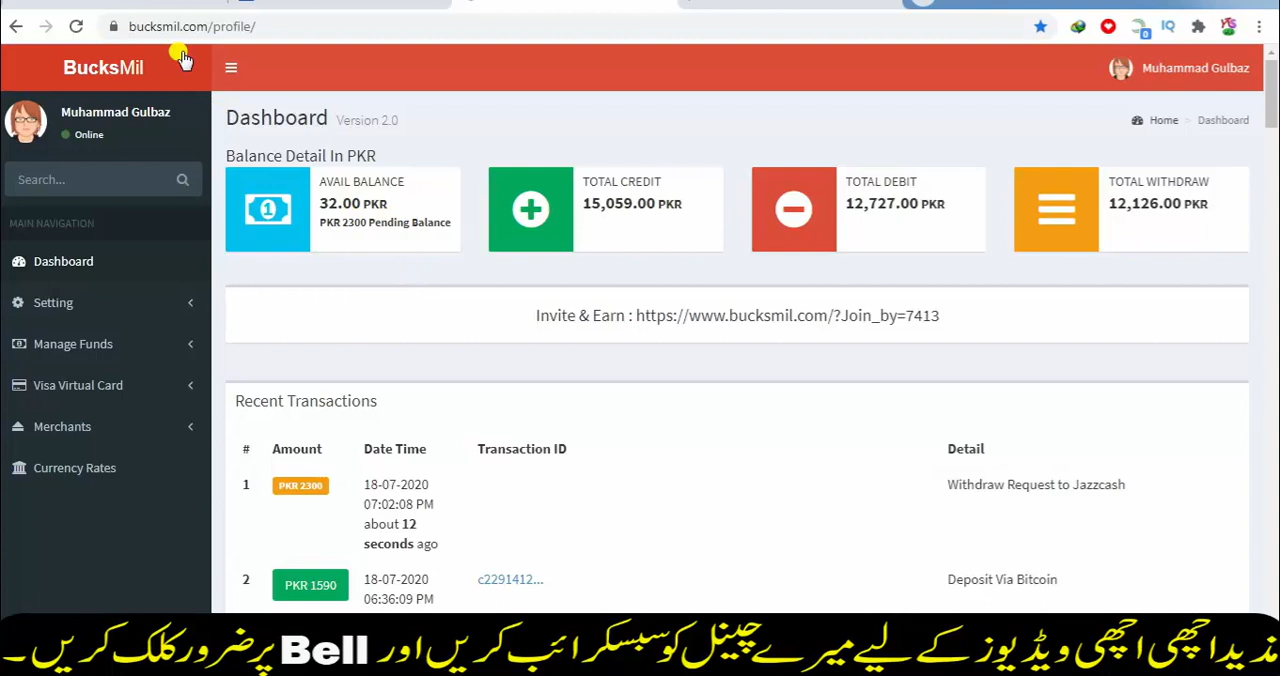 bucksmil.com/profile/
0
IQ
BucksMil
Muhammad Gulbaz
Muhammad Gulbaz
Online
Search...
MAIN NAVIGATION
Dashboard
Setting
Manage Funds
Visa Virtual Card
Merchants
Currency Rates
Dashboard Version 2.0
Home > Dashboard
Balance Detail In PKR
AVAIL BALANCE
32.00 PKR
PKR 2300 Pending Balance
TOTAL CREDIT
15,059.00 PKR
TOTAL DEBIT
12,727.00 PKR
TOTAL WITHDRAW
12,126.00 PKR
Invite & Earn : https://www.bucksmil.com/?Join_by=7413
Recent Transactions
# Amount Date Time Transaction ID Detail
1 PKR 2300 18-07-2020 Withdraw Request to Jazzcash
07:02:08 PM
about 12
seconds ago
2 PKR 1590 18-07-2020 c2291412... Deposit Via Bitcoin
06:36:09 PM
مذید اچھی اچھی ویڈیوز کے لیے میرے چینل کو سبسکرائب کریں اور Bell پر ضرور کلک کریں۔